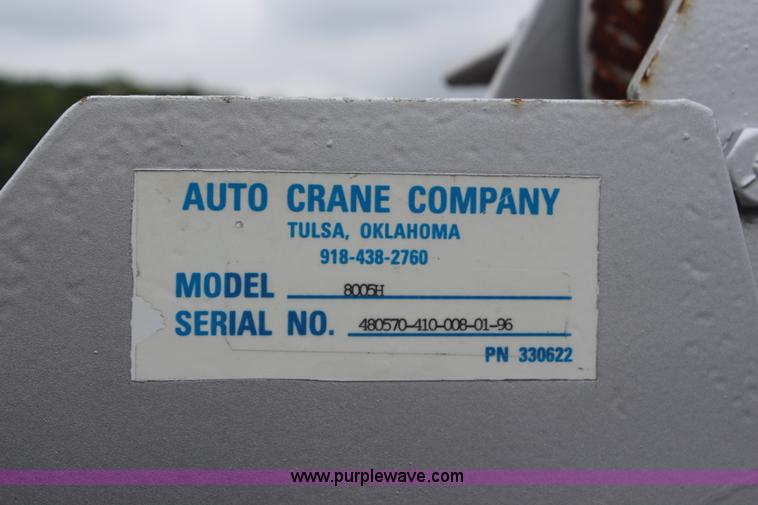 AUTO CRANE COMPANY
TULSA, OKLAHOMA
918-438-2760
MODEL 8005H
SERIAL NO. 480570-410-008-01-96
PN 330622
www.purplewave.com